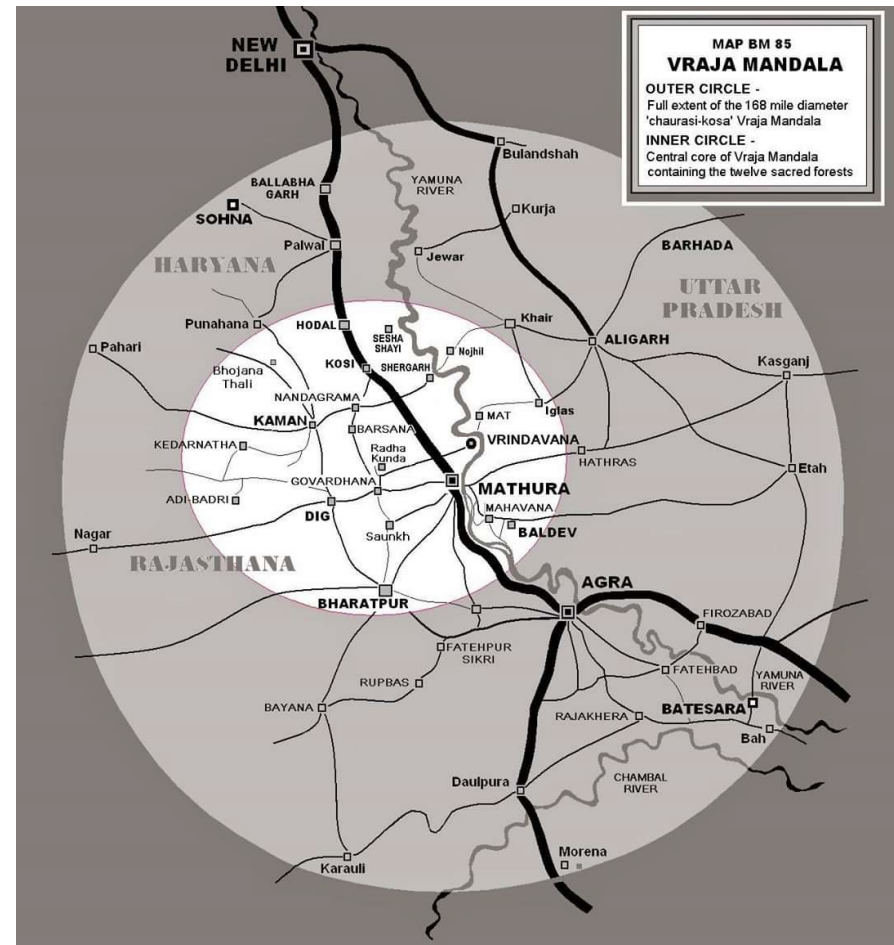 MAP BM 85
VRAJA MANDALA
OUTER CIRCLE -
Full extent of the 168 mile diameter
'chaurasi-kosa' Vraja Mandala
INNER CIRCLE -
Central core of Vraja Mandala
containing the twelve sacred forests
NEW
DELHI
Bulandshah
YAMUNA
RIVER
BALLABHA
GARH
Kurja
SOHNA
Palwal
Jewar
BARHADA
HARYANA
UTTAR
PRADESH
Punahana
HODAL
SESHA
SHAYI
Khair
ALIGARH
Pahari
Nojhil
Kasganj
KOSI
SHERGARH
Bhojana
Thali
NANDAGRAMA
Iglas
MAT
KAMAN
BARSANA
VRINDAVANA
KEDARNATHA
Radha
Kunda
HATHRAS
Etah
GOVARDHANA
MATHURA
ADI-BADRI
DIG
MAHAVANA
BALDEV
Saunkh
Nagar
RAJASTHANA
AGRA
BHARATPUR
FIROZABAD
FATEHPUR
SIKRI
FATEHBAD
YAMUNA
RIVER
RUPBAS
BATESARA
BAYANA
RAJAKHERA
Bah
Daulpura
CHAMBAL
RIVER
Morena
Karauli